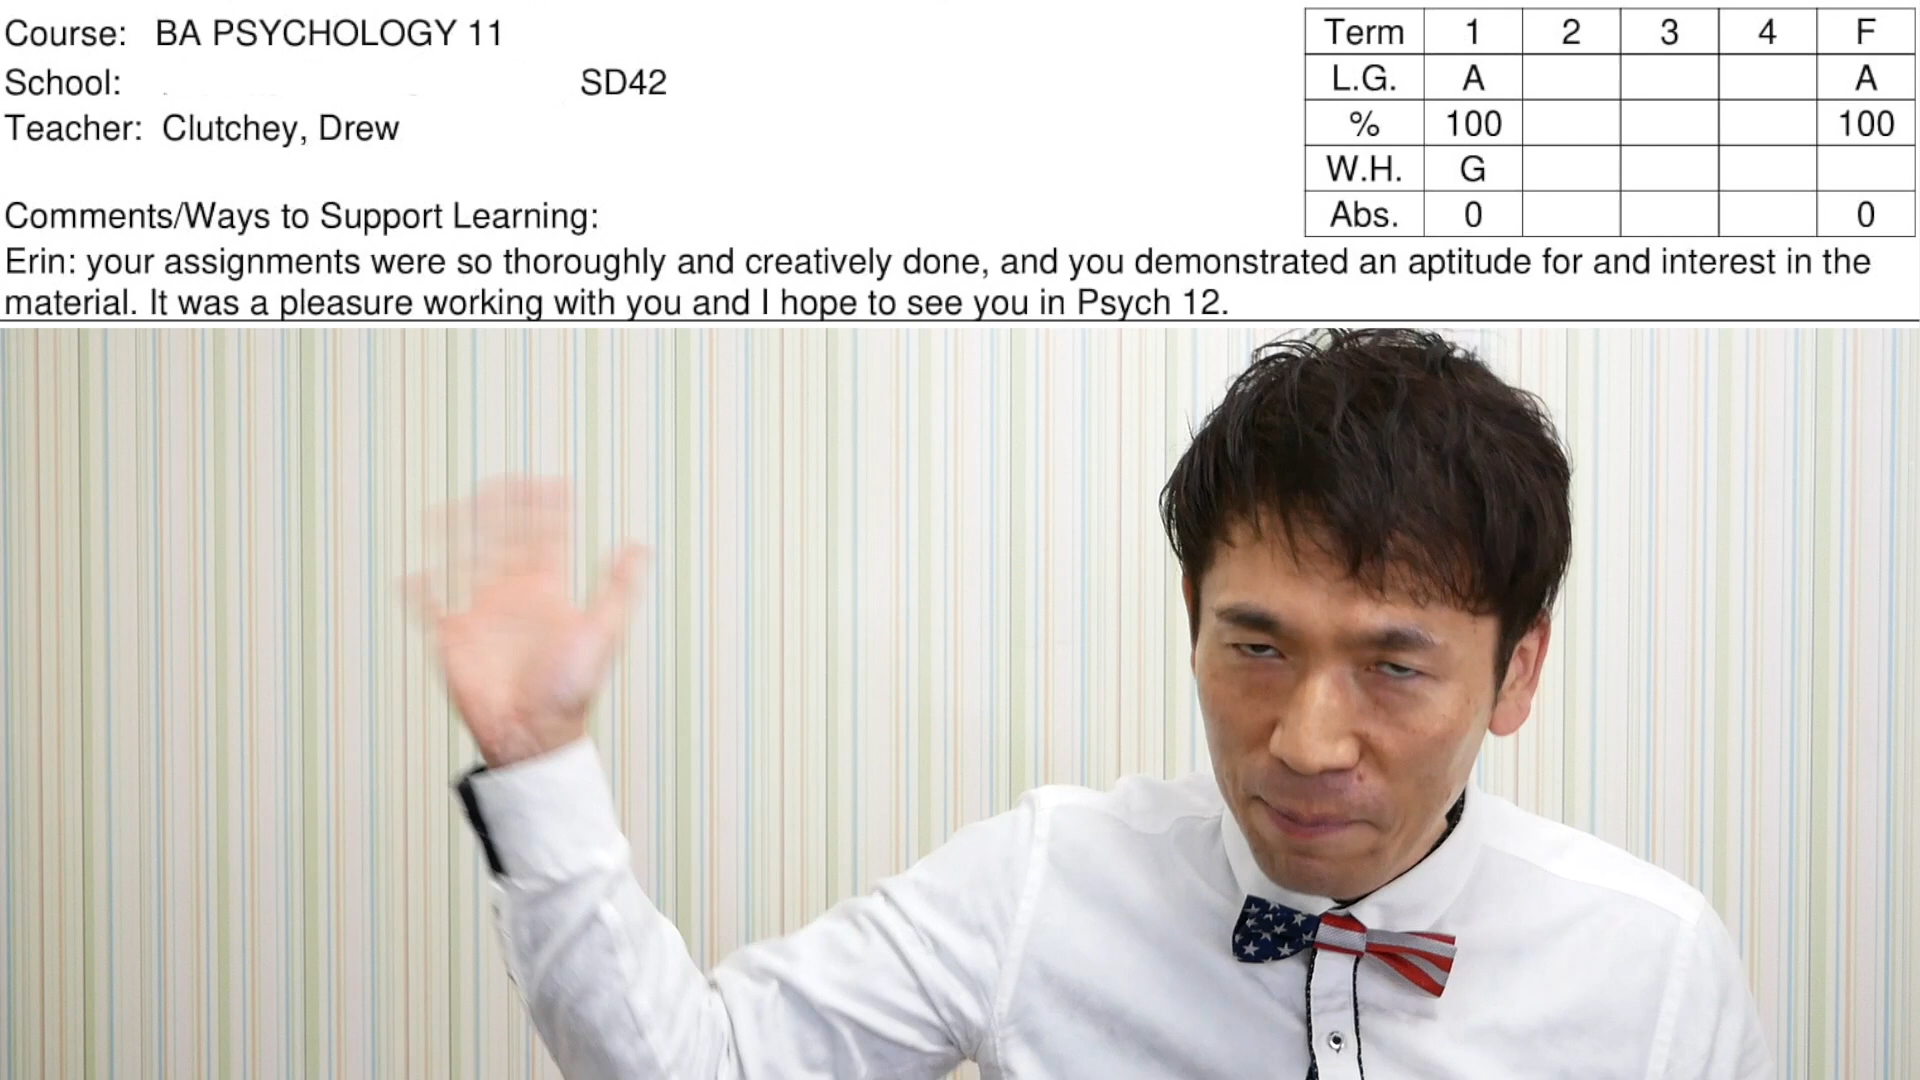 Course: BA PSYCHOLOGY 11
School: SD42
Teacher: Clutchey, Drew
Term 1 2 3 4 F
L.G. A A
% 100 100
W.H. G
Abs. 0 0
Comments/Ways to Support Learning:
Erin: your assignments were so thoroughly and creatively done, and you demonstrated an aptitude for and interest in the
material. It was a pleasure working with you and I hope to see you in Psych 12.